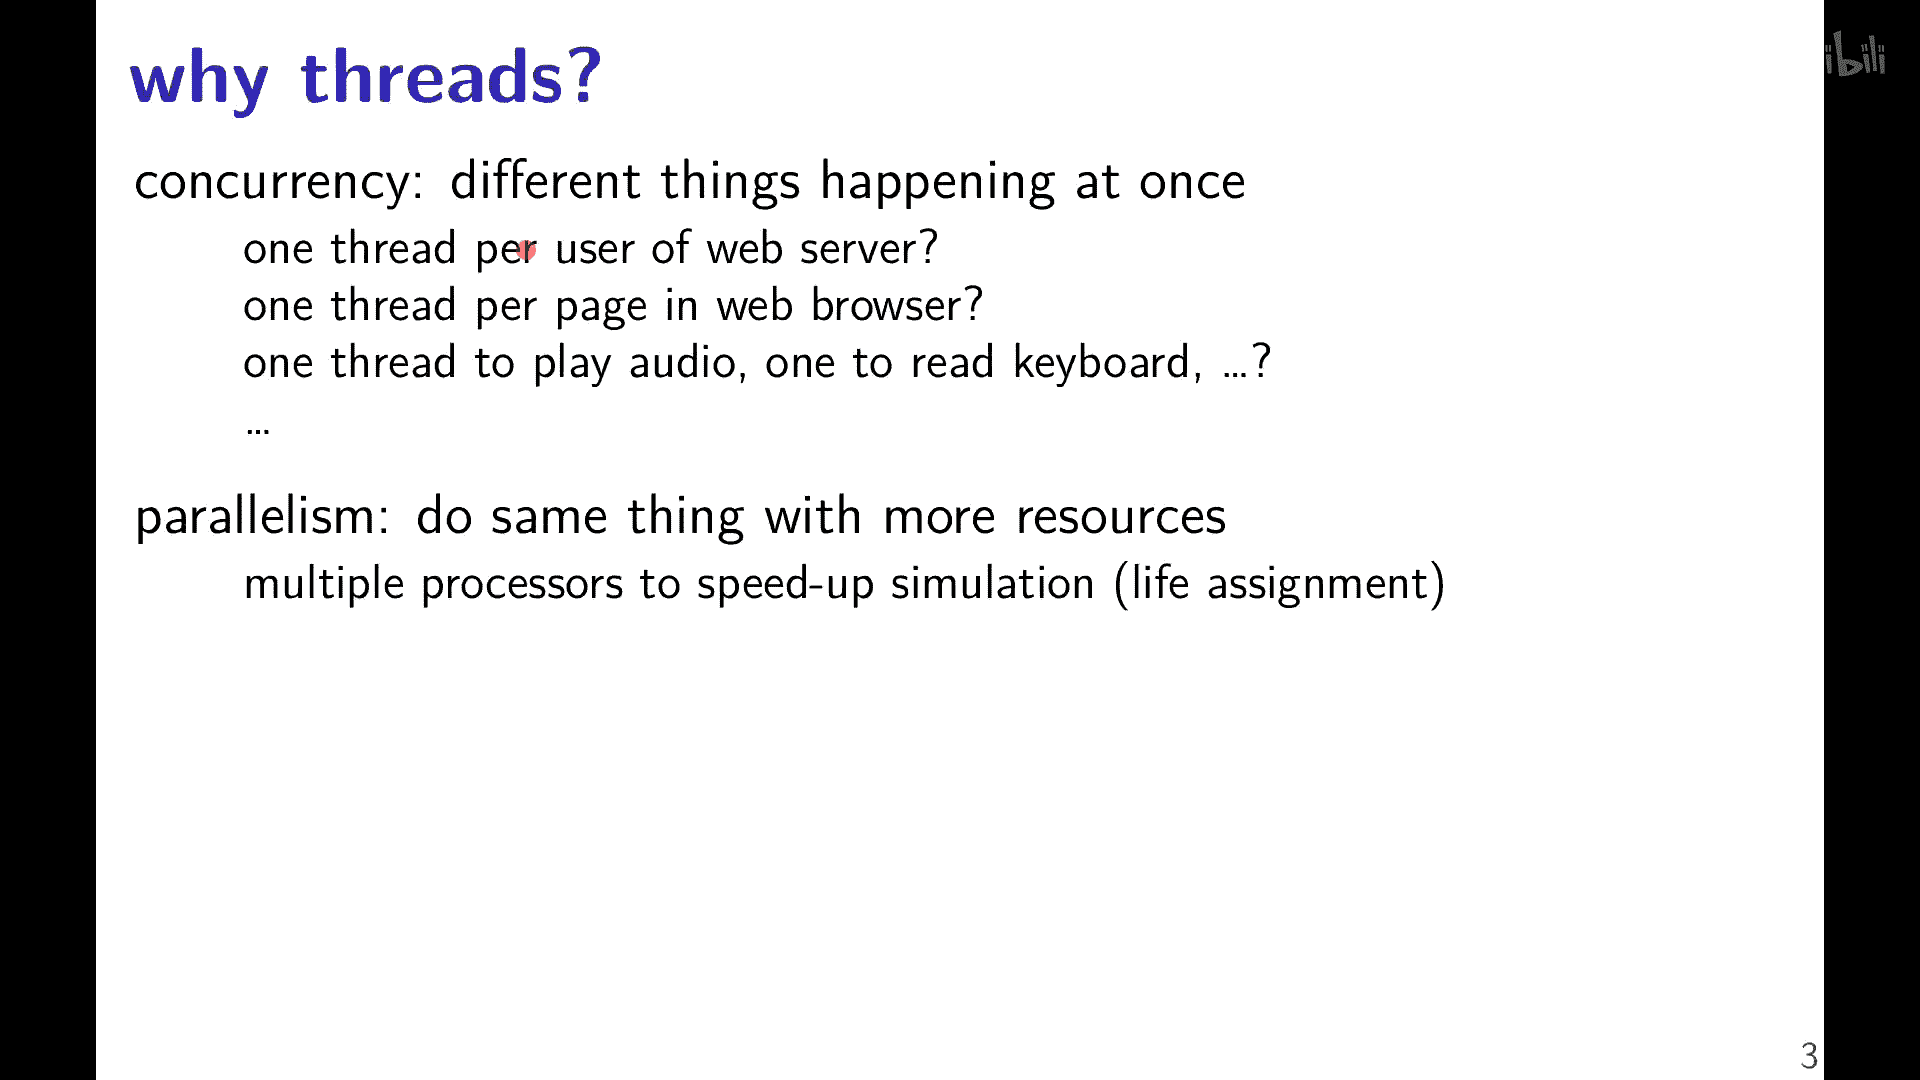 why threads?
concurrency: different things happening at once
one thread per user of web server?
one thread per page in web browser?
one thread to play audio, one to read keyboard, …?
…
parallelism: do same thing with more resources
multiple processors to speed-up simulation (life assignment)
3
ibili